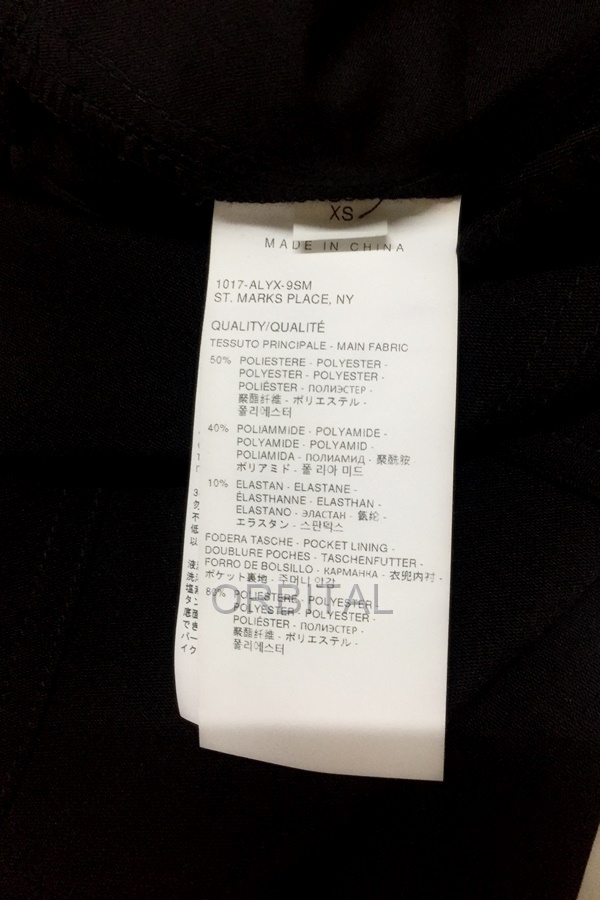 XS
MADE IN CHINA
1017-ALYX-9SM
ST. MARKS PLACE, NY
QUALITY/QUALITÉ
TESSUTO PRINCIPALE - MAIN FABRIC
50% POLIESTERE - POLYESTER -
POLYESTER - POLYESTER -
POLIÉSTER - ПОЛИЭСТЕР -
聚酯纤维 - ポリエステル -
폴리에스터
40% POLIAMMIDE - POLYAMIDE -
POLYAMIDE - POLYAMID -
POLIAMIDA - ПОЛИАМИД - 聚酰胺
ポリアミド - 폴 리아 미드
10% ELASTAN - ELASTANE -
ÉLASTHANNE - ELASTHAN -
ELASTANO - ЭЛАСТАН - 氨纶 -
エラスタン - 스판덱스
FODERA TASCHE - POCKET LINING -
DOUBLURE POCHES - TASCHENFUTTER -
FORRO DE BOLSILLO - КАРМАНКА - 衣兜内衬 -
ポケット裏地 - 주머니 안감
ORBITAL
POLIESTERE - POLYESTER -
POLYESTER - POLYESTER -
POLIÉSTER - ПОЛИЭСТЕР -
聚酯纤维 - ポリエステル -
폴리에스터